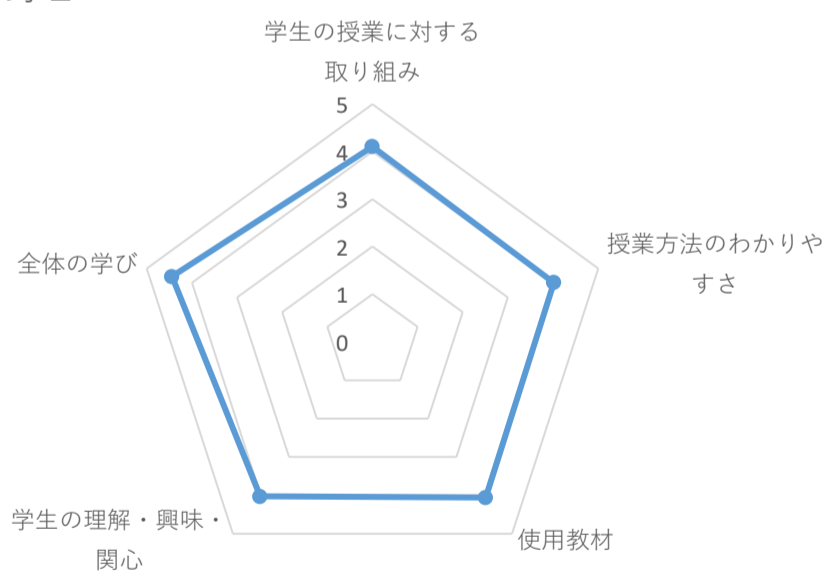 学生の授業に対する
取り組み
5
4
3
2
1
0
授業方法のわかりや
すさ
全体の学び
学生の理解・興味・
関心
使用教材